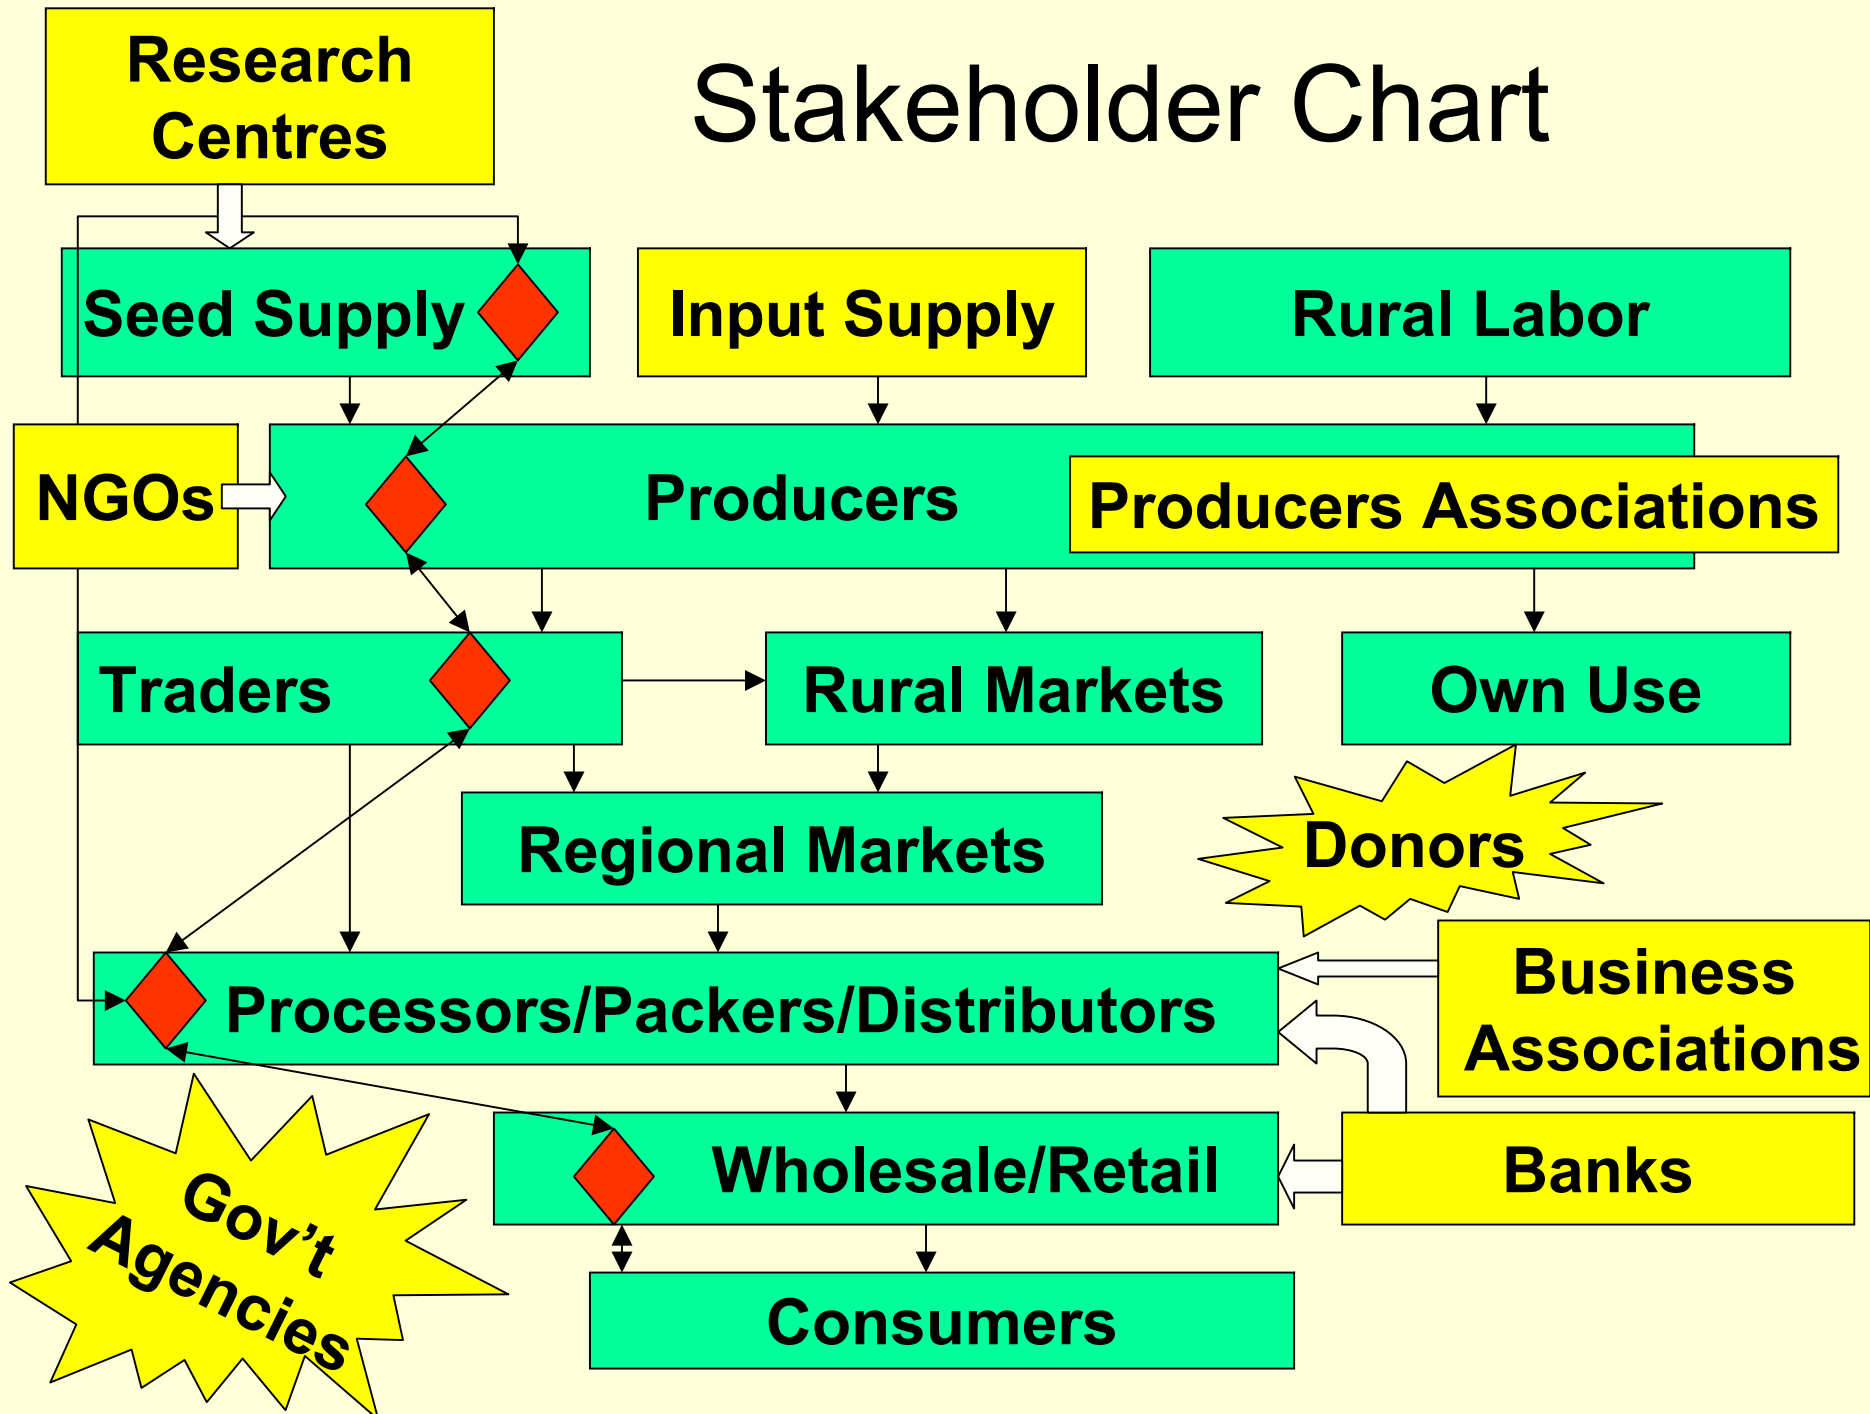 Research
Centres
Stakeholder Chart
Seed Supply
Input Supply
Rural Labor
NGOs
Producers
Producers Associations
Traders
Rural Markets
Own Use
Regional Markets
Donors
Processors/Packers/Distributors
Business
Associations
Gov’t
Agencies
Wholesale/Retail
Banks
Consumers